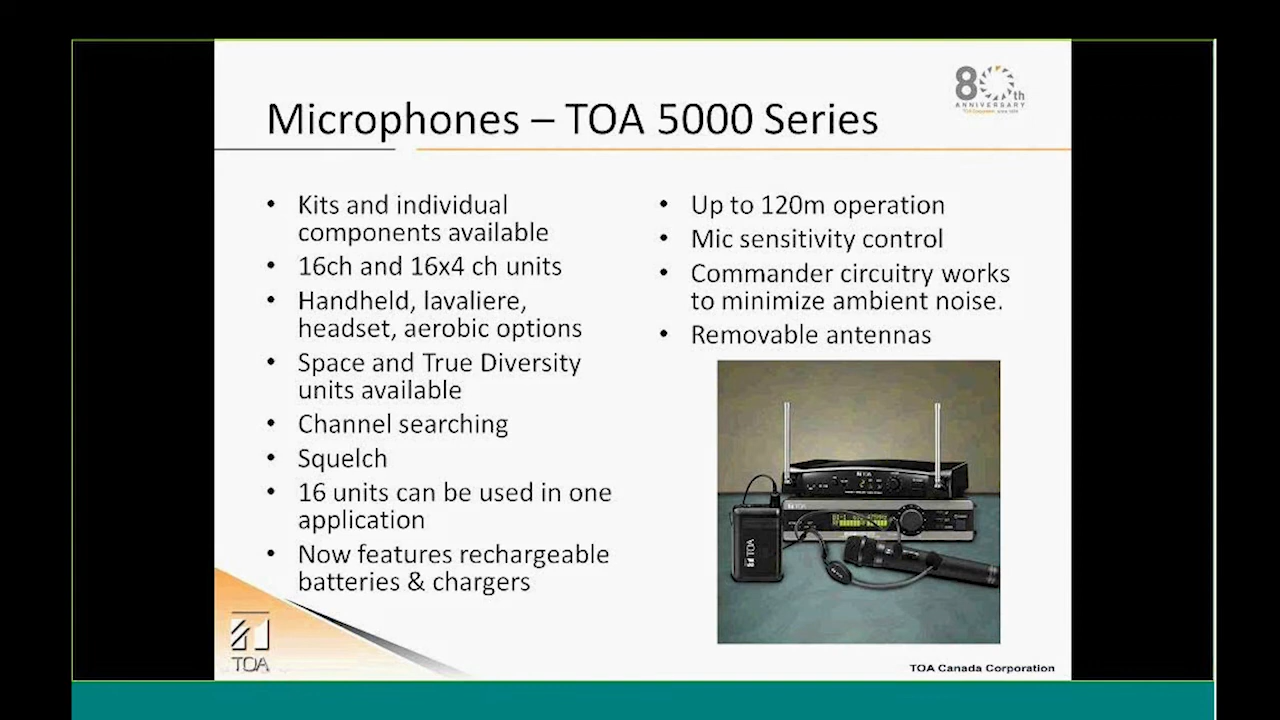 80th
ANNIVERSARY
Microphones – TOA 5000 Series
• Kits and individual
components available
• 16ch and 16x4 ch units
• Handheld, lavaliere,
headset, aerobic options
• Space and True Diversity
units available
• Channel searching
• Squelch
• 16 units can be used in one
application
• Now features rechargeable
batteries & chargers
• Up to 120m operation
• Mic sensitivity control
• Commander circuitry works
to minimize ambient noise.
• Removable antennas
TOA
TOA
TOA
TOA
TOA Canada Corporation